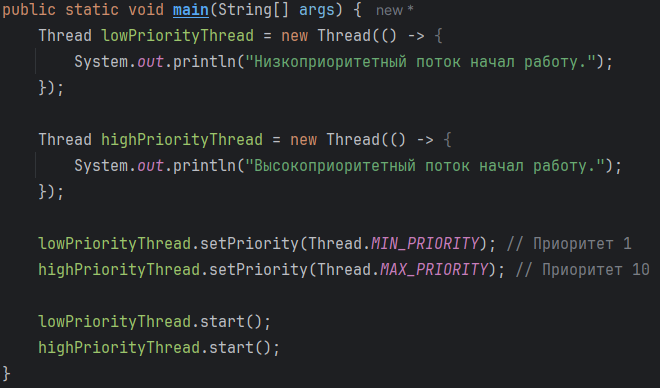 public static void main(String[] args) { new *
    Thread lowPriorityThread = new Thread(() -> {
        System.out.println("Низкоприоритетный поток начал работу.");
    });

    Thread highPriorityThread = new Thread(() -> {
        System.out.println("Высокоприоритетный поток начал работу.");
    });

    lowPriorityThread.setPriority(Thread.MIN_PRIORITY); // Приоритет 1
    highPriorityThread.setPriority(Thread.MAX_PRIORITY); // Приоритет 10

    lowPriorityThread.start();
    highPriorityThread.start();
}